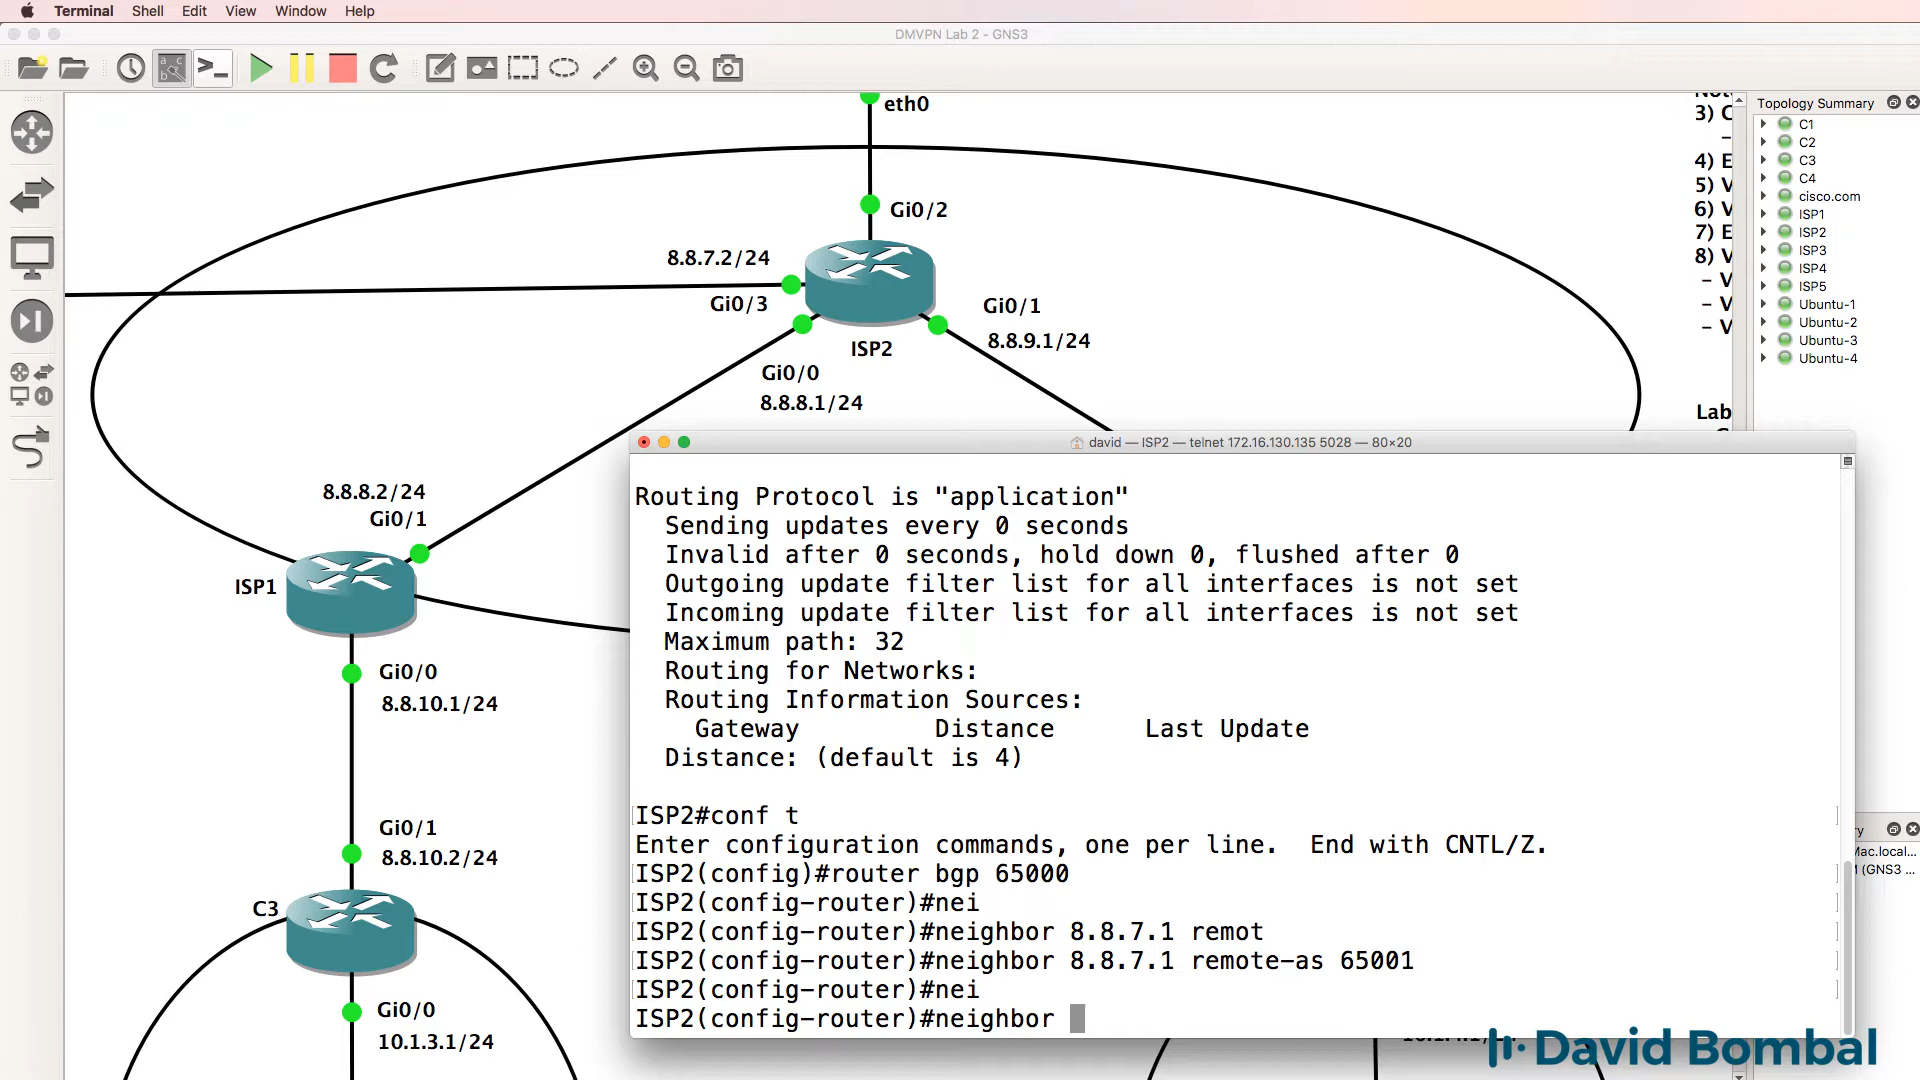 Terminal Shell Edit View Window Help
DMVPN Lab 2 - GNS3
eth0
Gi0/2
8.8.7.2/24
Gi0/3
Gi0/1
8.8.9.1/24
ISP2
Gi0/0
8.8.8.1/24
8.8.8.2/24
Gi0/1
ISP1
Gi0/0
8.8.10.1/24
Gi0/1
8.8.10.2/24
C3
Gi0/0
10.1.3.1/24
3) C
-
4) E
5) V
6) V
7) E
8) V
- V
- V
- V
Lab
Topology Summary
C1
C2
C3
C4
cisco.com
ISP1
ISP2
ISP3
ISP4
ISP5
Ubuntu-1
Ubuntu-2
Ubuntu-3
Ubuntu-4
david — ISP2 — telnet 172.16.130.135 5028 — 80×20
Routing Protocol is "application"
Sending updates every 0 seconds
Invalid after 0 seconds, hold down 0, flushed after 0
Outgoing update filter list for all interfaces is not set
Incoming update filter list for all interfaces is not set
Maximum path: 32
Routing for Networks:
Routing Information Sources:
Gateway Distance Last Update
Distance: (default is 4)
ISP2#conf t
Enter configuration commands, one per line. End with CNTL/Z.
ISP2(config)#router bgp 65000
ISP2(config-router)#nei
ISP2(config-router)#neighbor 8.8.7.1 remot
ISP2(config-router)#neighbor 8.8.7.1 remote-as 65001
ISP2(config-router)#nei
ISP2(config-router)#neighbor
ry
Mac.local...
(GNS3 ...
David Bombal